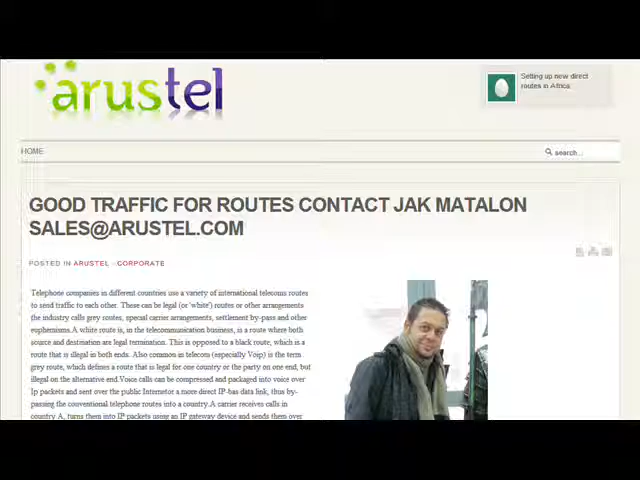 arustel
Setting up new direct
routes in Africa.
HOME
search...
GOOD TRAFFIC FOR ROUTES CONTACT JAK MATALON
SALES@ARUSTEL.COM
POSTED IN ARUSTEL - CORPORATE
Telephone companies in different countries use a variety of international telecoms routes
to send traffic to each other. These can be legal (or 'white') routes or other arrangements
the industry calls grey routes, special carrier arrangements, settlement by-pass and other
euphemisms.A white route is, in the telecommunication business, is a route where both
source and destination are legal termination. This is opposed to a black route, which is a
route that is illegal in both ends. Also common in telecom (especially Voip) is the term
grey route, which defines a route that is legal for one country or the party on one end, but
illegal on the alternative end.Voice calls can be compressed and packaged into voice over
Ip packets and sent over the public Internetor a more direct IP-bas data link, thus by-
passing the conventional telephone routes into a country.A carrier receives calls in
country A, turns them into IP packets using an IP gateway device and sends them over